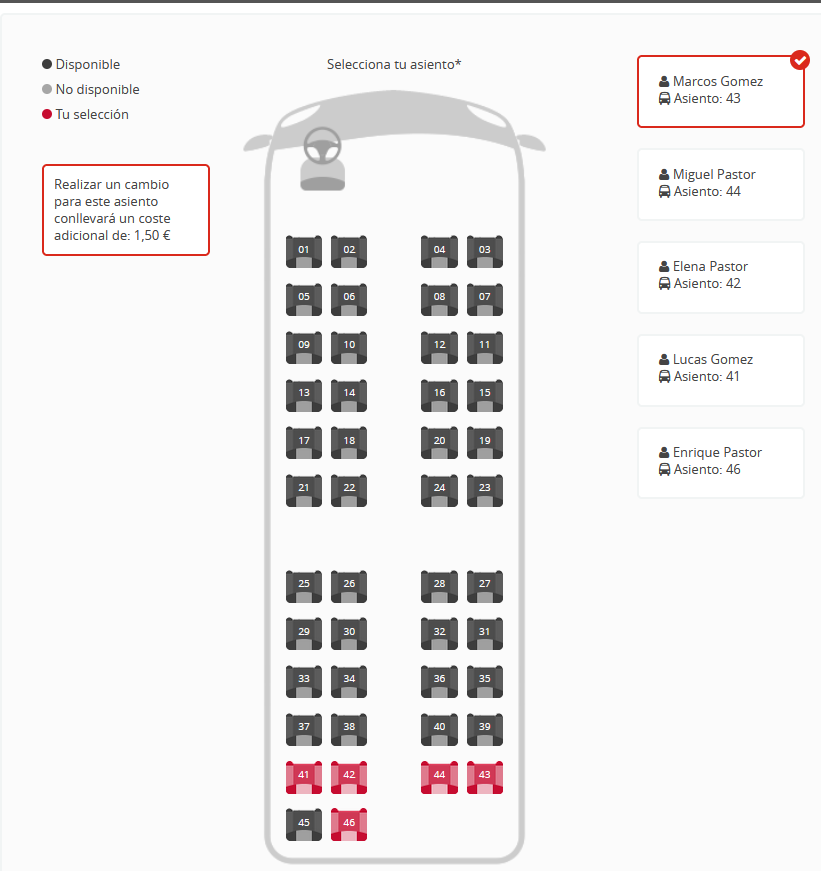 Disponible
No disponible
Tu selección
Realizar un cambio
para este asiento
conllevará un coste
adicional de: 1,50 €
Selecciona tu asiento*
01 02 04 03
05 06 08 07
09 10 12 11
13 14 16 15
17 18 20 19
21 22 24 23
25 26 28 27
29 30 32 31
33 34 36 35
37 38 40 39
41 42 44 43
45 46
Marcos Gomez
Asiento: 43
Miguel Pastor
Asiento: 44
Elena Pastor
Asiento: 42
Lucas Gomez
Asiento: 41
Enrique Pastor
Asiento: 46